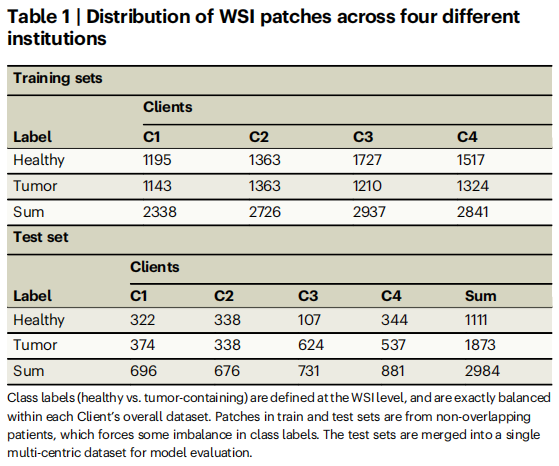 Table 1 | Distribution of WSI patches across four different
institutions
Training sets
Clients
Label C1 C2 C3 C4
Healthy 1195 1363 1727 1517
Tumor 1143 1363 1210 1324
Sum 2338 2726 2937 2841
Test set
Clients
Label C1 C2 C3 C4 Sum
Healthy 322 338 107 344 1111
Tumor 374 338 624 537 1873
Sum 696 676 731 881 2984
Class labels (healthy vs. tumor-containing) are defined at the WSI level, and are exactly balanced
within each Client's overall dataset. Patches in train and test sets are from non-overlapping
patients, which forces some imbalance in class labels. The test sets are merged into a single
multi-centric dataset for model evaluation.